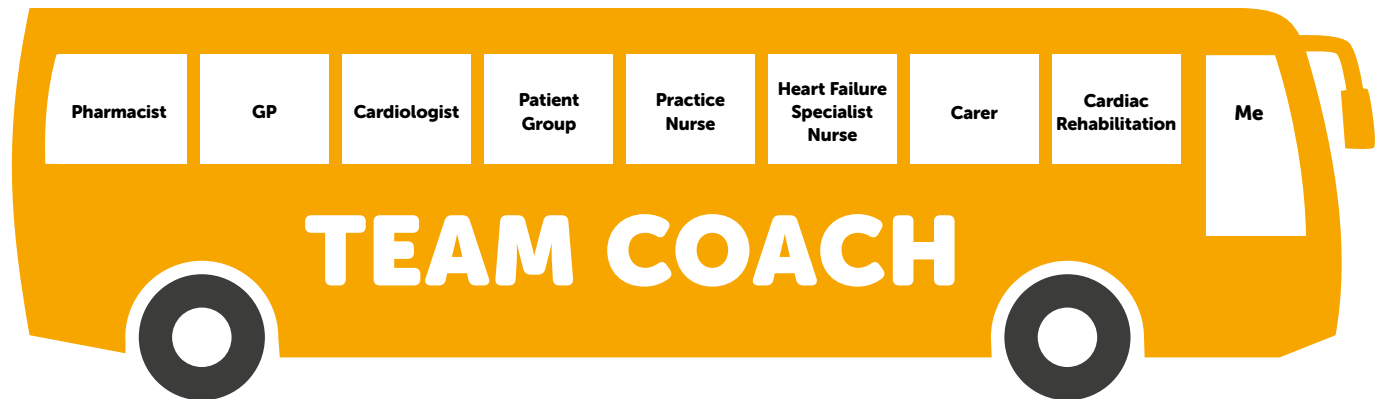 Pharmacist
GP
Cardiologist
Patient
Group
Practice
Nurse
Heart Failure
Specialist
Nurse
Carer
Cardiac
Rehabilitation
Me
TEAM COACH